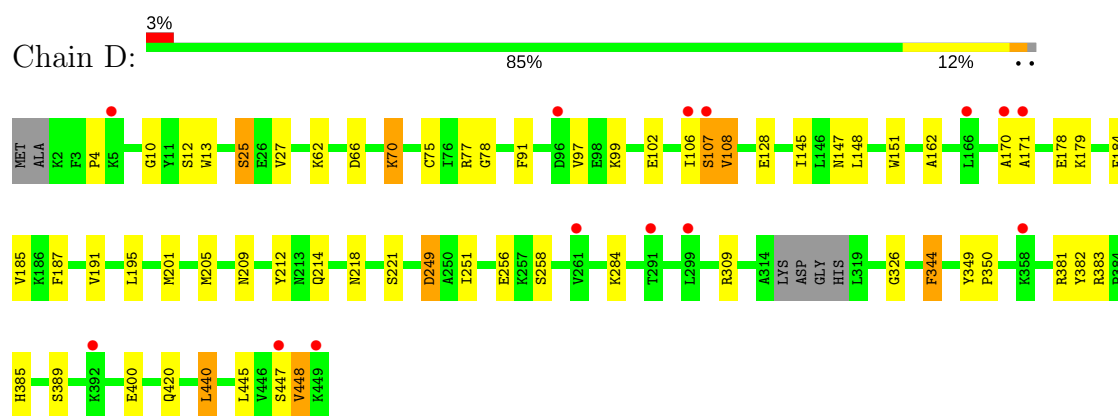 3%
Chain D:
85% 12% • •
MET ALA K2 F3 P4 K5 G10 Y11 S12 W13 S25 E26 V27 K62 D66 K70 C75 I76 R77 G78 F91 D96 V97 E98 K99 E102 I106 S107 V108 E128 I145 L146 N147 L148 W151 A162 L166 A170 A171 E178 K179
V185 K186 F187 V191 L195 M201 M205 N209 Y212 N213 Q214 N218 S221 D249 A250 I251 E256 K257 S258 V261 K284 T291 L299 R309 A314 LYS ASP GLY HIS L319 G326 F344 Y349 P350 K358 R381 Y382 R383
H385 S389 K392 E400 Q420 L440 L445 V446 S447 V448 K449